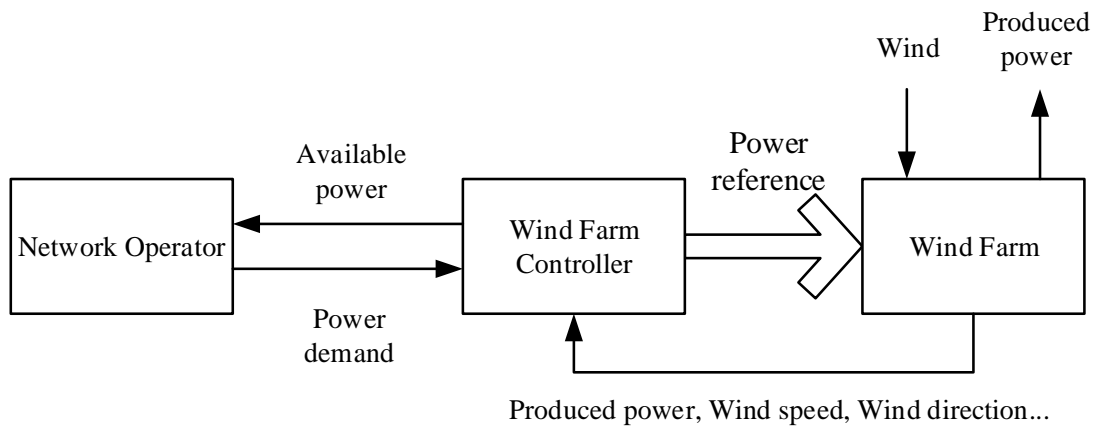 Produced
power
Wind
Power
reference
Available
power
Network Operator
Wind Farm
Controller
Wind Farm
Power
demand
Produced power, Wind speed, Wind direction...